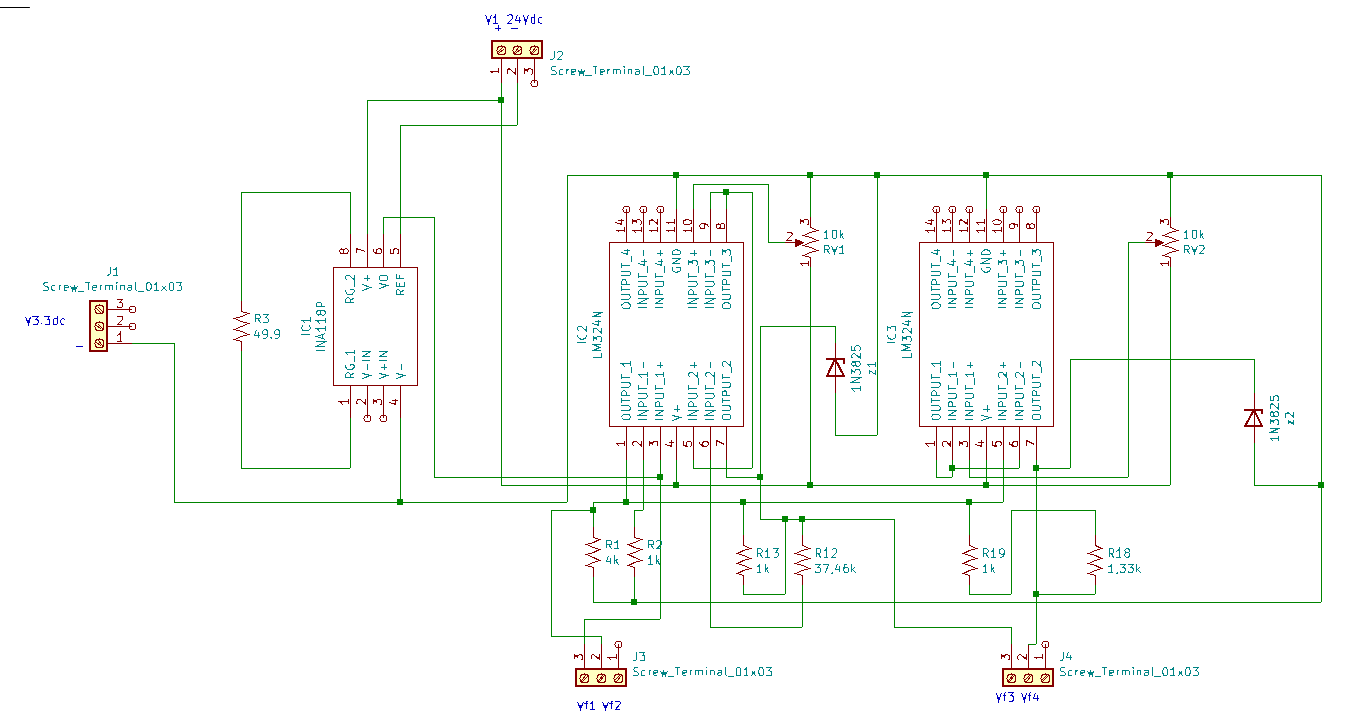 V1 24Vdc
+ -
J2
Screw_Terminal_01x03
1 2 3
J1
Screw_Terminal_01x03
V3.3dc
-
3
2
1
R3
49.9
8 7 6 5
RG_2 V+ VO REF
IC1
INA118P
RG_1 V-IN V+IN V-
1 2 3 4
14 13 12 11 10 9 8
OUTPUT_4 INPUT_4- INPUT_4+ GND INPUT_3+ INPUT_3- OUTPUT_3
IC2
LM324N
OUTPUT_1 INPUT_1- INPUT_1+ V+ INPUT_2+ INPUT_2- OUTPUT_2
1 2 3 4 5 6 7
3
2
1
10k
RV1
1N3825
z1
14 13 12 11 10 9 8
OUTPUT_4 INPUT_4- INPUT_4+ GND INPUT_3+ INPUT_3- OUTPUT_3
IC3
LM324N
OUTPUT_1 INPUT_1- INPUT_1+ V+ INPUT_2+ INPUT_2- OUTPUT_2
1 2 3 4 5 6 7
3
2
1
10k
RV2
1N3825
z2
R1
4k
R2
1k
R13
1k
R12
37,46k
R19
1k
R18
1,33k
3 2 1
J3
Screw_Terminal_01x03
Vf1 Vf2
3 2 1
J4
Screw_Terminal_01x03
Vf3 Vf4